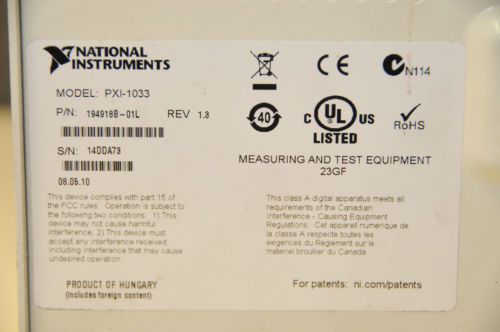 NATIONAL
INSTRUMENTS
MODEL: PXI-1033
P/N: 194918B-01L REV 1.3
S/N: 14DDA73
08.05.10
This device complies with part 15 of
the FCC rules. Operation is subject to
the following two conditions: 1) This
device may not cause harmful
interference, 2) This device must
accept any interference received,
including interference that may cause
undesired operation.
PRODUCT OF HUNGARY
(Includes foreign content)
CE
N114
40
C UL US
LISTED
RoHS
MEASURING AND TEST EQUIPMENT
23GF
This class A digital apparatus meets all
requirements of the Canadian
Interference - Causing Equipment
Regulations. Cet appareil numerique de
la classe A respecte toutes les
exigences du Reglement sur le
materiel broullier du Canada
For patents: ni.com/patents